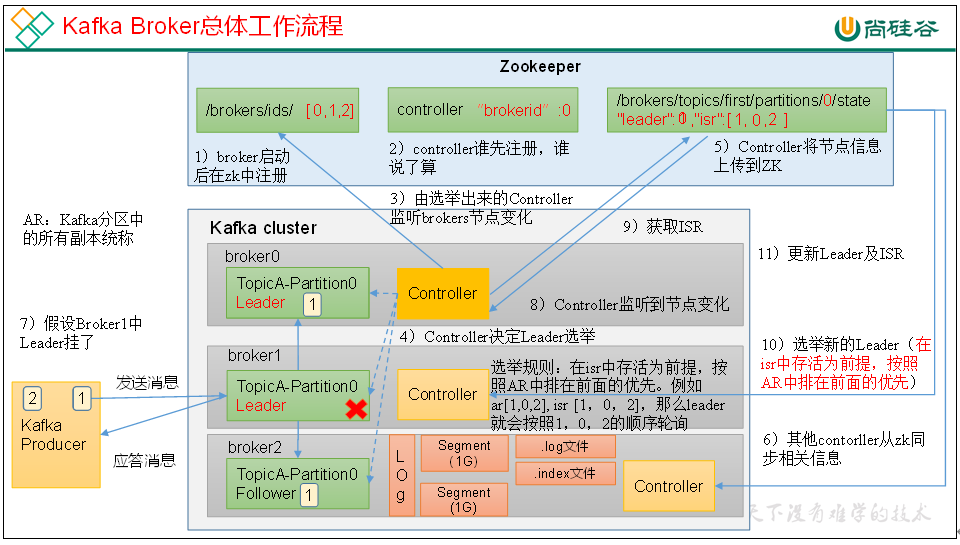 Kafka Broker总体工作流程
尚硅谷
Zookeeper
/brokers/ids/ [0,1,2]
controller “brokerid”:0
/brokers/topics/first/partitions/0/state
"leader": ,"isr":[ 1, 0 ,2 ]
1）broker启动
后在zk中注册
2）controller谁先注册，谁
说了算
5）Controller将节点信息
上传到ZK
3）由选举出来的Controller
监听brokers节点变化
AR：Kafka分区中
的所有副本统称
Kafka cluster
9）获取ISR
11）更新Leader及ISR
broker0
TopicA-Partition0
Leader 1
Controller
8）Controller监听到节点变化
7）假设Broker1中
Leader挂了
4）Controller决定Leader选举
10）选举新的Leader（在
isr中存活为前提，按照
AR中排在前面的优先）
broker1
TopicA-Partition0
Leader
Controller
选举规则：在isr中存活为前提，按
照AR中排在前面的优先。例如
ar[1,0,2], isr [1，0，2]，那么leader
就会按照1，0，2的顺序轮询
发送消息
2 1
Kafka
Producer
应答消息
6）其他contorller从zk同
步相关信息
broker2
TopicA-Partition0
Follower 1
L
O
g
Segment
(1G)
.log文件
.index文件
Segment
(1G)
Controller
天下没有难学的技术